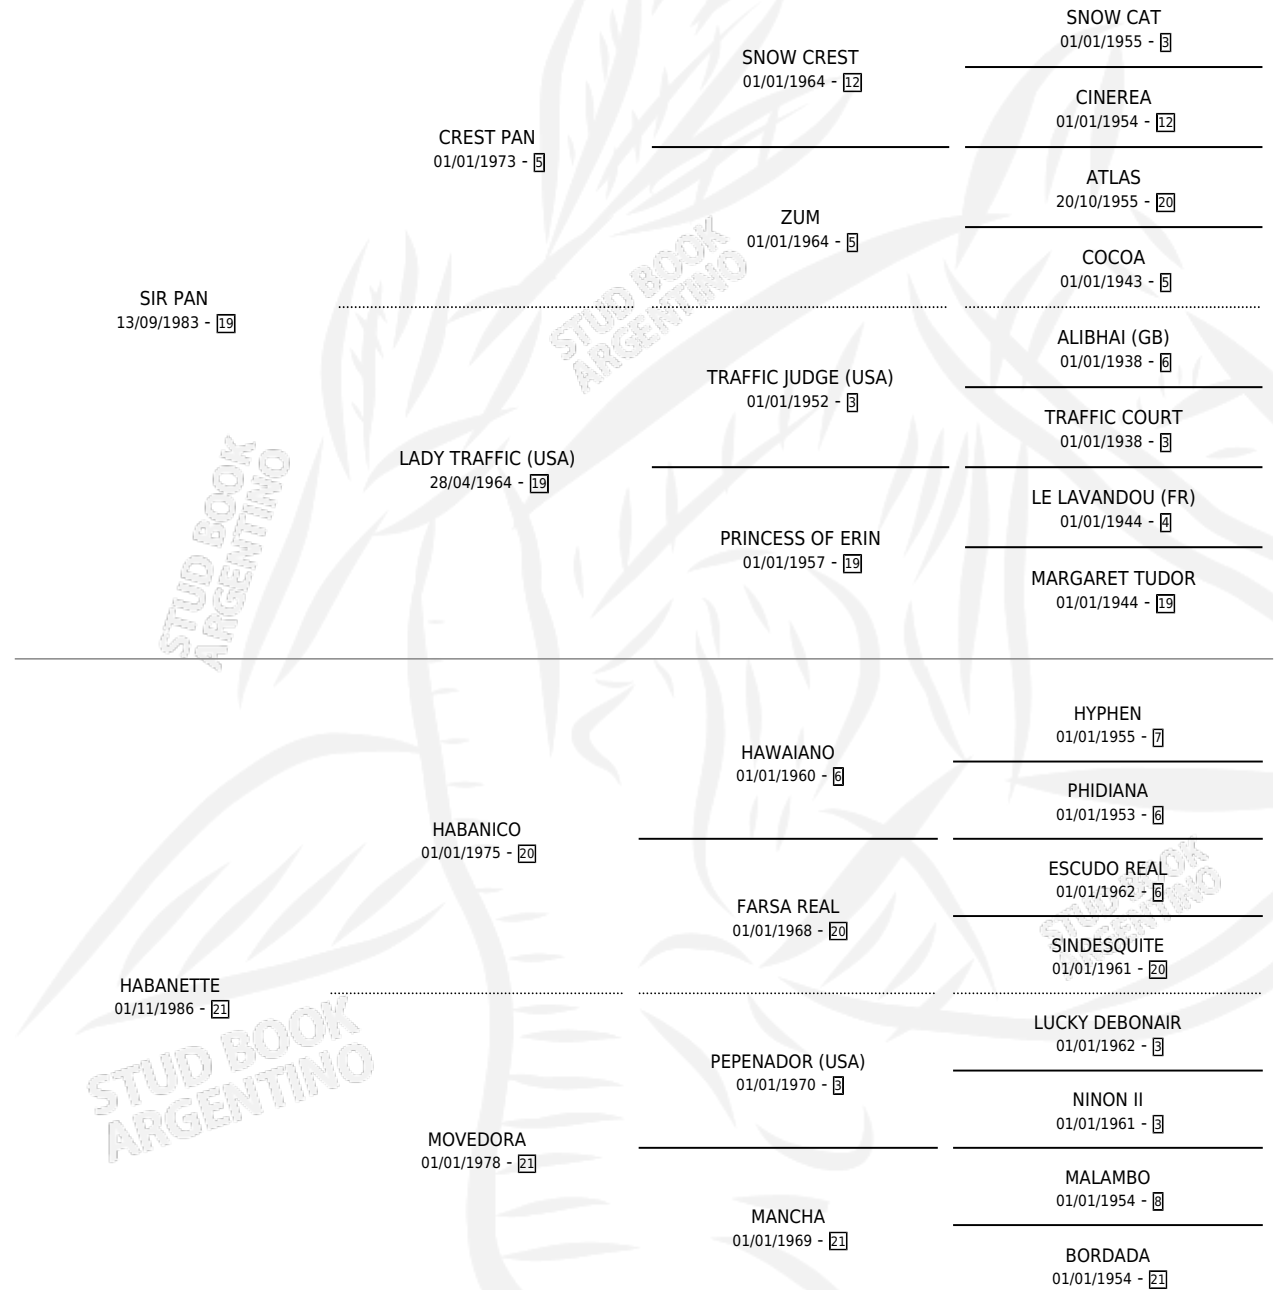 SNOW CAT
01/01/1955 - 3
SNOW CREST
01/01/1964 - 12
CINEREA
01/01/1954 - 12
CREST PAN
01/01/1973 - 5
ATLAS
20/10/1955 - 20
ZUM
01/01/1964 - 5
COCOA
01/01/1943 - 5
SIR PAN
13/09/1983 - 19
STUD BOOK
ARGENTINO
ALIBHAI (GB)
01/01/1938 - 6
TRAFFIC JUDGE (USA)
01/01/1952 - 3
TRAFFIC COURT
01/01/1938 - 3
LADY TRAFFIC (USA)
28/04/1964 - 19
LE LAVANDOU (FR)
01/01/1944 - 4
PRINCESS OF ERIN
01/01/1957 - 19
MARGARET TUDOR
01/01/1944 - 19
STUD BOOK
ARGENTINO
HYPHEN
01/01/1955 - 7
HAWAIANO
01/01/1960 - 6
PHIDIANA
01/01/1953 - 6
HABANICO
01/01/1975 - 20
ESCUDO REAL
01/01/1962 - 6
FARSA REAL
01/01/1968 - 20
SINDESQUITE
01/01/1961 - 20
STUD BOOK
ARGENTINO
HABANETTE
01/11/1986 - 21
LUCKY DEBONAIR
01/01/1962 - 3
PEPENADOR (USA)
01/01/1970 - 3
NINON II
01/01/1961 - 3
STUD BOOK
ARGENTINO
MOVEDORA
01/01/1978 - 21
MALAMBO
01/01/1954 - 8
MANCHA
01/01/1969 - 21
BORDADA
01/01/1954 - 21